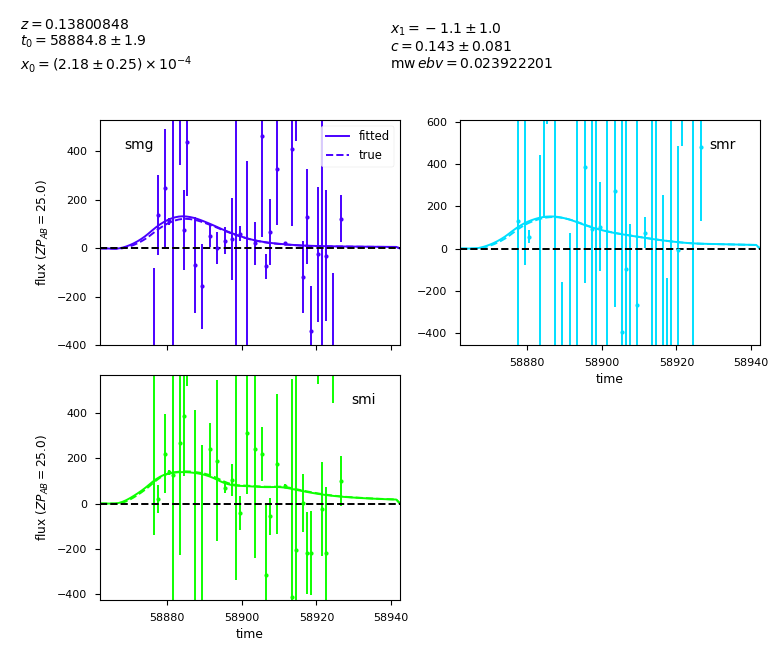 z = 0.13800848
t₀ = 58884.8 ± 1.9
x₀ = (2.18 ± 0.25) × 10⁻⁴
x₁ = −1.1 ± 1.0
c = 0.143 ± 0.081
mw ebv = 0.023922201
smg
fitted
true
400
200
0
−200
−400
flux (ZP_AB = 25.0)
smr
600
400
200
0
−200
−400
58880
58900
58920
58940
time
smi
400
200
0
−200
−400
flux (ZP_AB = 25.0)
58880
58900
58920
58940
time